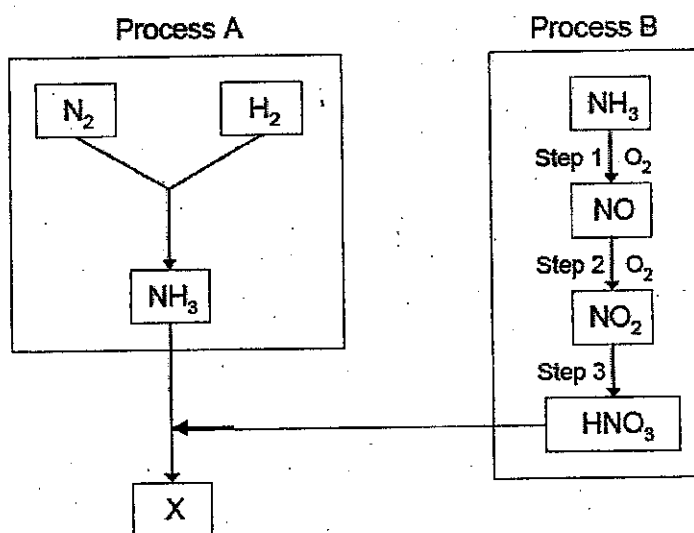 Process A
Process B
N₂
H₂
NH₃
NH₃
Step 1 O₂
NO
Step 2 O₂
NO₂
Step 3
HNO₃
X